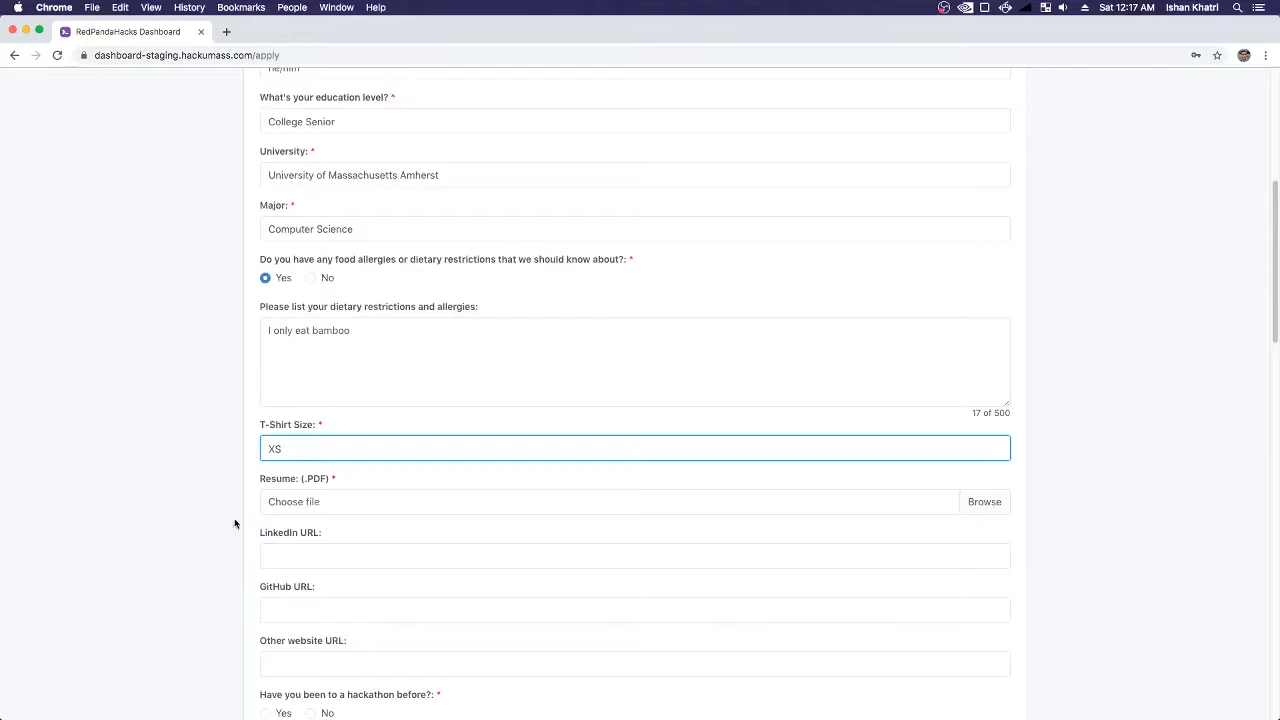 Chrome File Edit View History Bookmarks People Window Help Sat 12:17 AM Ishan Khatri
RedPandaHacks Dashboard
dashboard-staging.hackumass.com/apply
he/him
What's your education level? *
College Senior
University: *
University of Massachusetts Amherst
Major: *
Computer Science
Do you have any food allergies or dietary restrictions that we should know about?: *
Yes No
Please list your dietary restrictions and allergies:
I only eat bamboo
17 of 500
T-Shirt Size: *
XS
Resume: (.PDF) *
Choose file Browse
LinkedIn URL:
GitHub URL:
Other website URL:
Have you been to a hackathon before?: *
Yes No